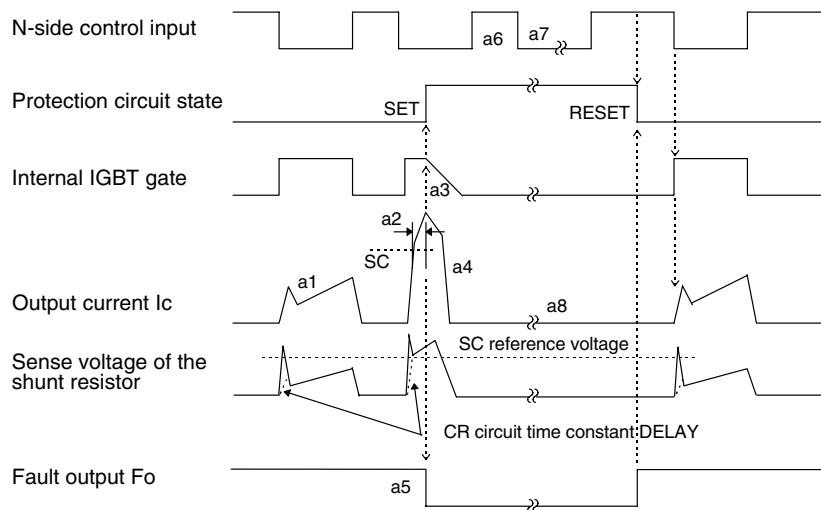 N-side control input
a6
a7
Protection circuit state
SET
RESET
Internal IGBT gate
a3
a2
SC
a4
a1
Output current Ic
a8
SC reference voltage
Sense voltage of the
shunt resistor
CR circuit time constant DELAY
Fault output Fo
a5